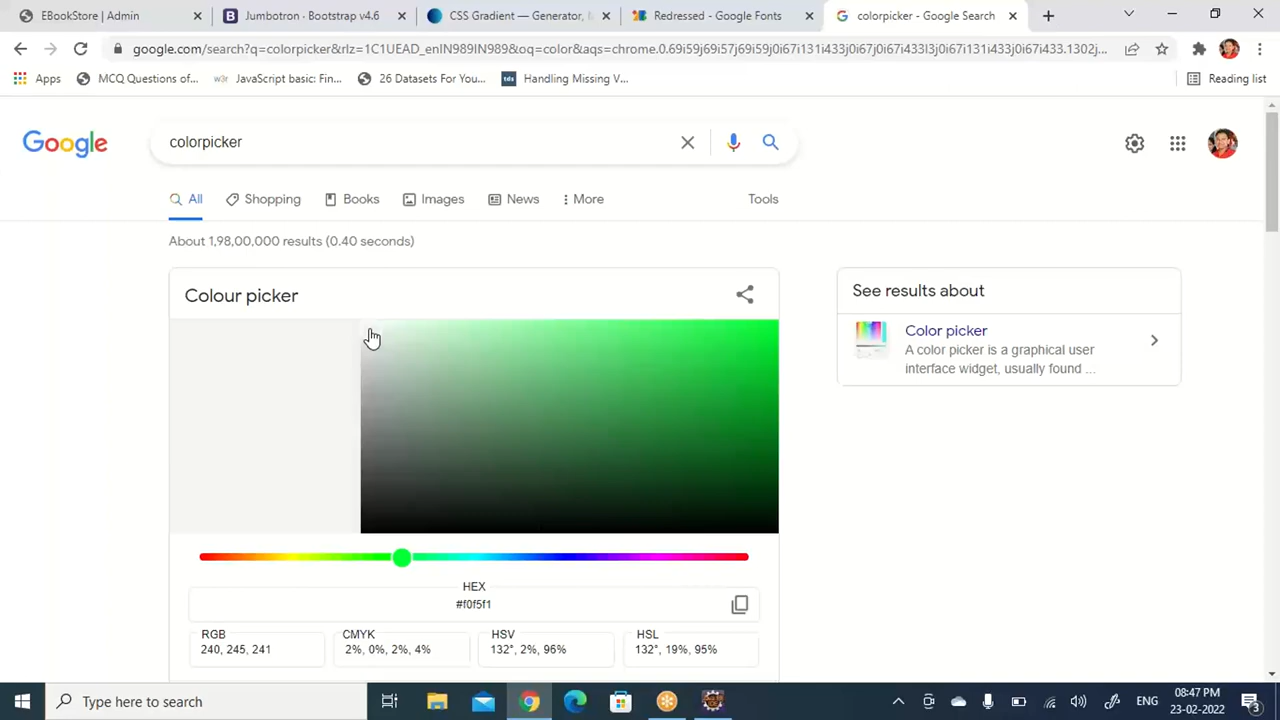 EBookStore | Admin
Jumbotron · Bootstrap v4.6
CSS Gradient — Generator,
Redressed - Google Fonts
colorpicker - Google Search
google.com/search?q=colorpicker&rlz=1C1UEAD_enIN989IN989&oq=color&aqs=chrome.0.69i59j69i57j69i59j0i67i131i433j0i67j0i67i433l3j0i67i131i433j0i67i433.1302j...
Apps
MCQ Questions of...
JavaScript basic: Fin...
26 Datasets For You...
tds
Handling Missing V...
Reading list
Google
colorpicker
All
Shopping
Books
Images
News
More
Tools
About 1,98,00,000 results (0.40 seconds)
Colour picker
See results about
Color picker
A color picker is a graphical user
interface widget, usually found ...
HEX
#f0f5f1
RGB
240, 245, 241
CMYK
2%, 0%, 2%, 4%
HSV
132°, 2%, 96%
HSL
132°, 19%, 95%
Type here to search
ENG
08:47 PM
23-02-2022
3